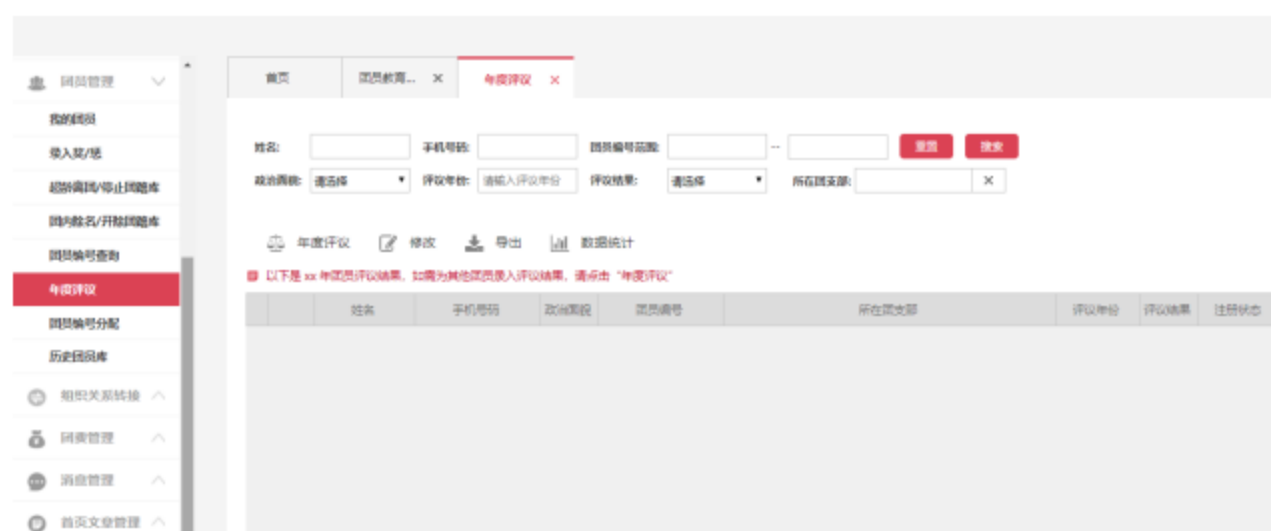 团员管理
我的团员
录入奖/惩
超龄离团/停止团籍库
团内除名/开除团籍库
团员编号查询
年度评议
团员编号分配
历史团员库
组织关系转接
团费管理
消息管理
首页文章管理
首页 团员教育... × 年度评议 ×
姓名: 手机号码: 团员编号范围: -- 重置 搜索
政治面貌: 请选择 评议年份: 请输入评议年份 评议结果: 请选择 所在团支部: ×
年度评议 修改 导出 数据统计
以下是 xx 年团员评议结果，如需为其他团员录入评议结果，请点击“年度评议”
姓名 手机号码 政治面貌 团员编号 所在团支部 评议年份 评议结果 注册状态